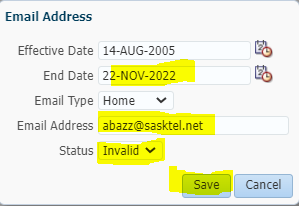 Email Address
Effective Date 14-AUG-2005
End Date 22-NOV-2022
Email Type Home
Email Address abazz@sasktel.net
Status Invalid
Save Cancel